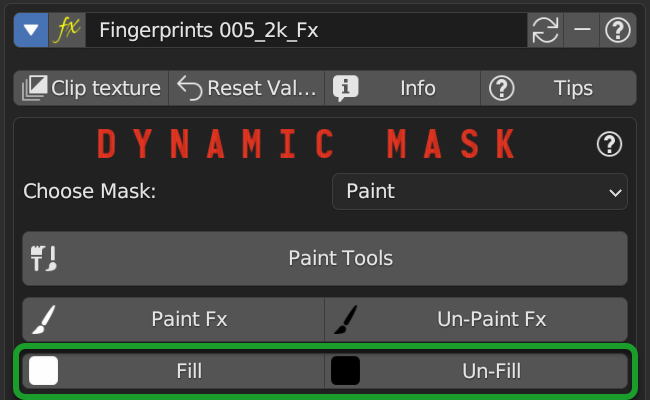 fx Fingerprints 005_2k_Fx
Clip texture Reset Val... Info Tips
DYNAMIC MASK
Choose Mask: Paint
Paint Tools
Paint Fx Un-Paint Fx
Fill Un-Fill